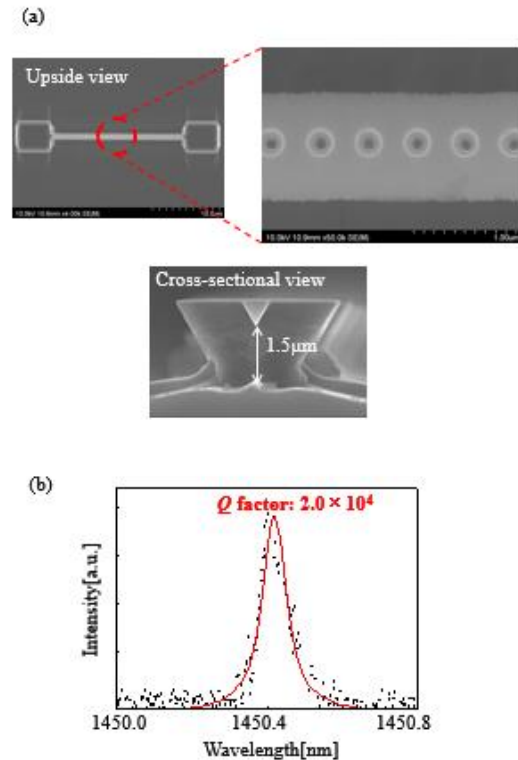 (a)
Upside view
Cross-sectional view
1.5μm
(b)
Q factor: 2.0 × 10⁴
Intensity[a.u.]
1450.0 1450.4 1450.8
Wavelength[nm]